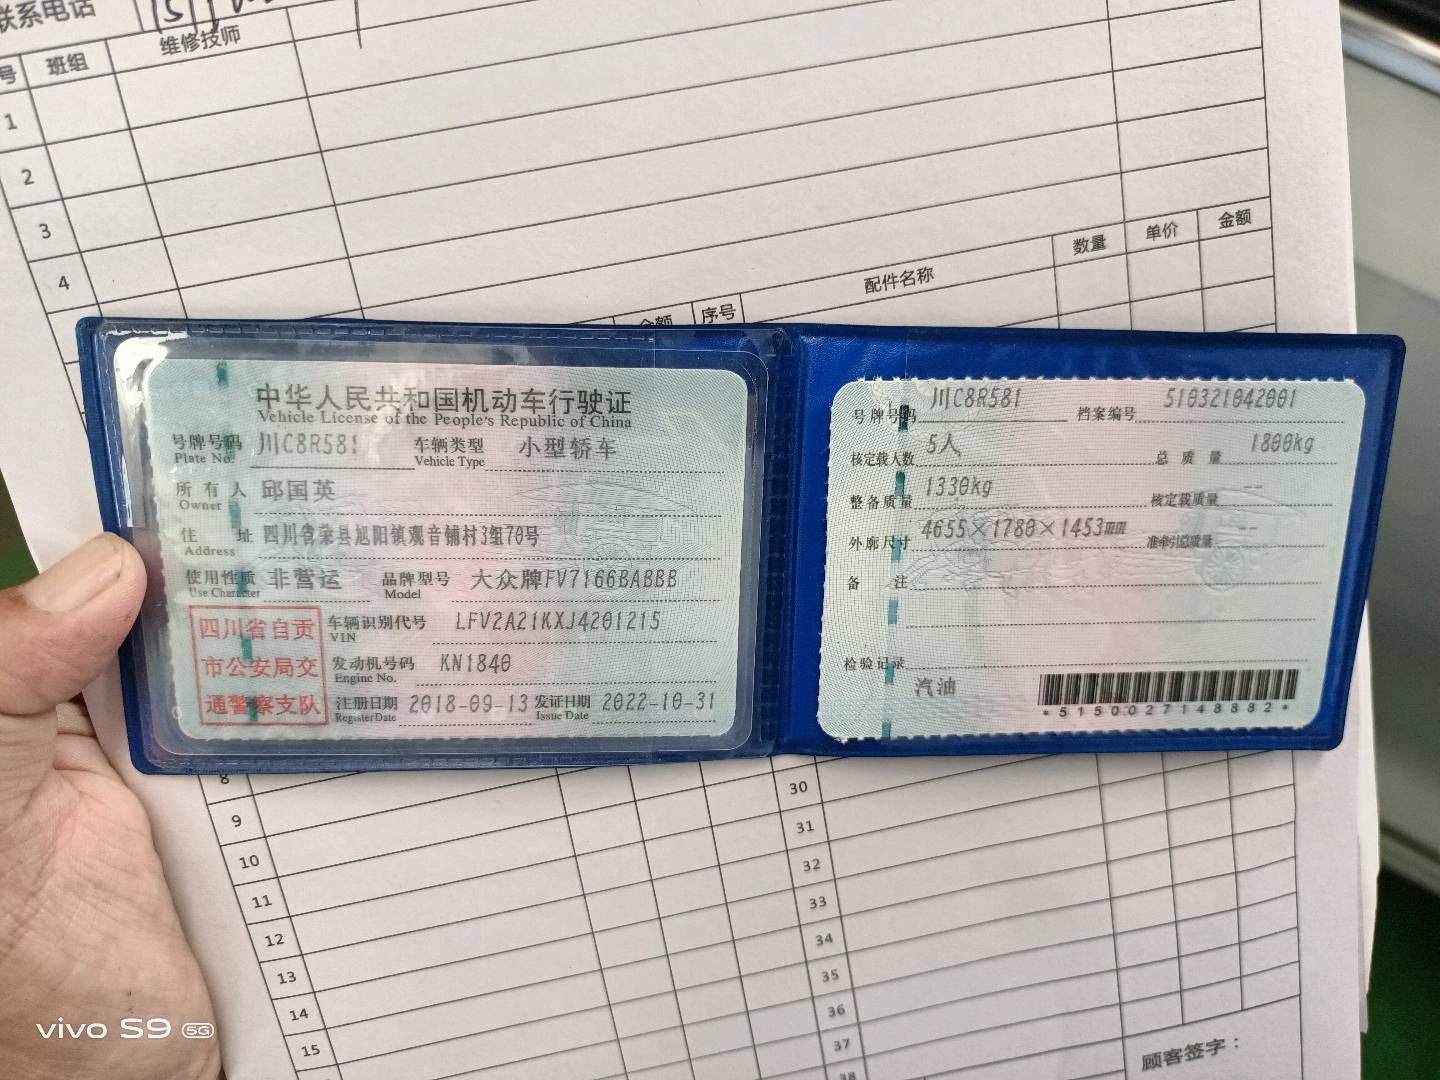 联系电话
号 班组 维修技师
1
2
3
4
数量 单价 金额
配件名称
金额 序号
中华人民共和国机动车行驶证
Vehicle License of the People's Republic of China
号牌号码 川C8R581 车辆类型 小型轿车
Plate No. Vehicle Type
所有人 邱国英
Owner
住址 四川省荣县旭阳镇观音铺村3组70号
Address
使用性质 非营运 品牌型号 大众牌FV7166BABBB
Use Character Model
四川省自贡
市公安局交
通警察支队
车辆识别代号 LFV2A21KXJ4201215
VIN
发动机号码 KN1840
Engine No.
注册日期 2018-09-13 发证日期 2022-10-31
Register Date Issue Date
号牌号码 川C8R581 档案编号 510321042001
核定载人数 5人 总质量 1800kg
整备质量 1330kg 核定载质量 --
外廓尺寸 4655×1780×1453mm 准牵引总质量 --
备注
检验记录
汽油
*5150027148882*
8
9
10
11
12
13
14
15
30
31
32
33
34
35
36
37
38
顾客签字：
vivo S9 5G